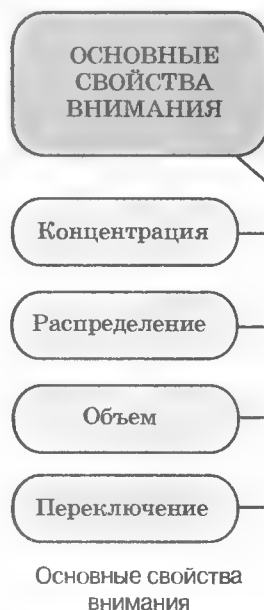 ОСНОВНЫЕ
СВОЙСТВА
ВНИМАНИЯ
Концентрация
Распределение
Объем
Переключение
Основные свойства
внимания